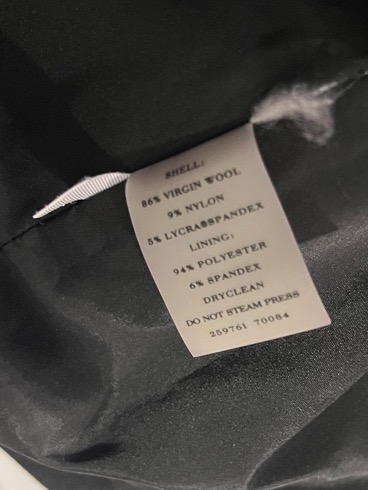 SHELL:
86% VIRGIN WOOL
9% NYLON
5% LYCRA®SPANDEX
LINING:
94% POLYESTER
6% SPANDEX
DRYCLEAN
DO NOT STEAM PRESS
259761 70084